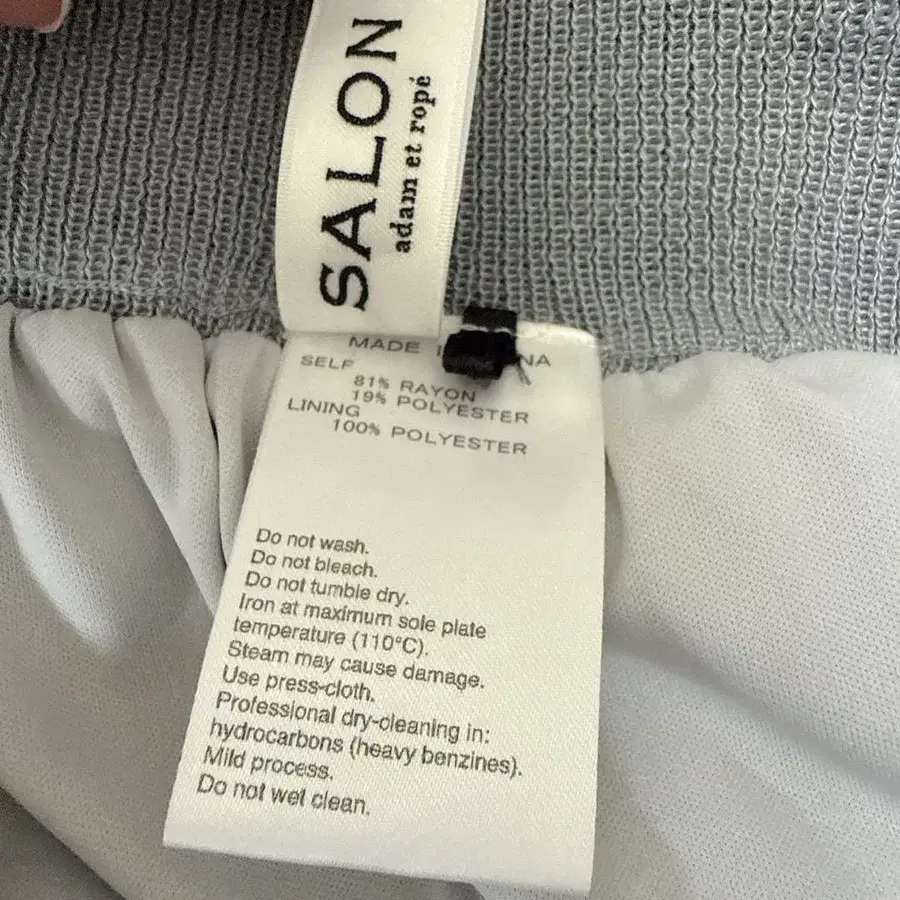 SALON
adam et ropé
MADE
SELF
81% RAYON
19% POLYESTER
LINING
100% POLYESTER
Do not wash.
Do not bleach.
Do not tumble dry.
Iron at maximum sole plate
temperature (110°C).
Steam may cause damage.
Use press-cloth.
Professional dry-cleaning in:
hydrocarbons (heavy benzines).
Mild process.
Do not wet clean.